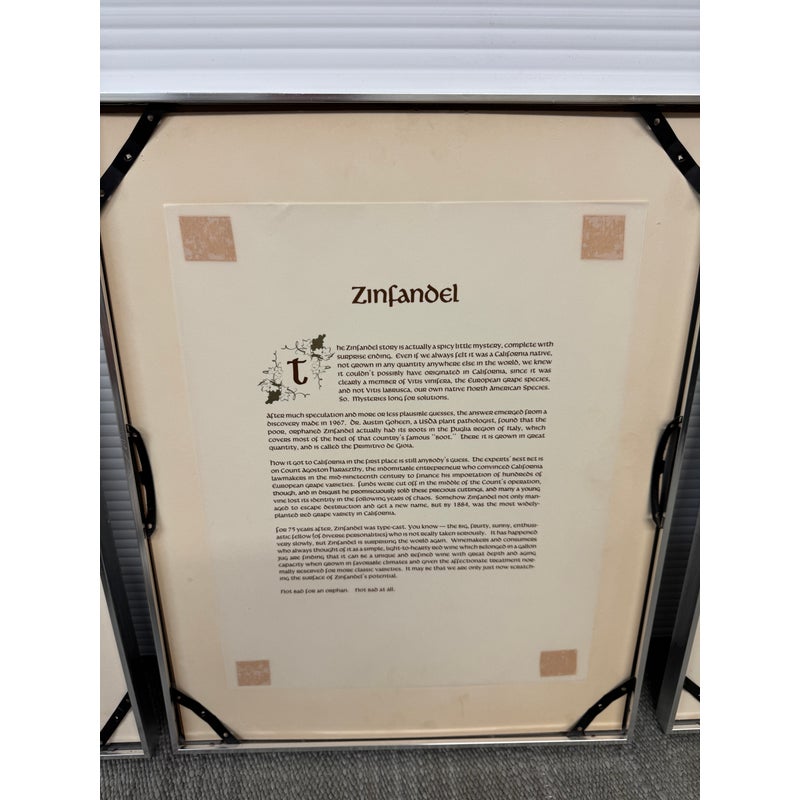 Zinfandel
the Zinfandel story is actually a spicy little mystery, complete with
surprise ending. Even if we always felt it was a California native,
not grown in any quantity anywhere else in the world, we knew
it couldn't possibly have originated in California, since it was
clearly a member of Vitis vinifera, the European grape species,
and not Vitis labrusca, our own native North American Species.
So. Mysteries long for solutions.
After much speculation and more or less plausible guesses, the answer emerged from a
discovery made in 1967. Dr. Austin Goheen, a USDA plant pathologist, found that the
poor, orphaned Zinfandel actually had its roots in the Puglia region of Italy, which
covers most of the heel of that country's famous "boot." There it is grown in great
quantity, and is called the Primitivo de Gioia.
How it got to California in the first place is still anybody's guess. The experts' best bet is
on Count Agoston Haraszthy, the indomitable entrepreneur who convinced California
lawmakers in the mid-nineteenth century to finance his importation of hundreds of
European grape varieties. Funds were cut off in the middle of the Count's operation,
though, and in disgust he promiscuously sold these precious cuttings, and many a young
vine lost its identity in the following years of chaos. Somehow Zinfandel not only man-
aged to escape destruction and get a new name, but by 1884, was the most widely-
planted red grape variety in California.
For 75 years after, Zinfandel was type-cast. You know — the big, fruity, sunny, enthusi-
astic fellow (of diverse personalities) who is not really taken seriously. It has happened
very slowly, but Zinfandel is surprising the world again. Winemakers and consumers
who always thought of it as a simple, light-to-hearty red wine which belonged in a gallon
jug are finding that it can be a unique and refined wine with great depth and aging
capacity when grown in favorable climates and given the affectionate treatment nor-
mally reserved for more classic varieties. It may be that we are only just now scratch-
ing the surface of Zinfandel's potential.
Not bad for an orphan. Not bad at all.